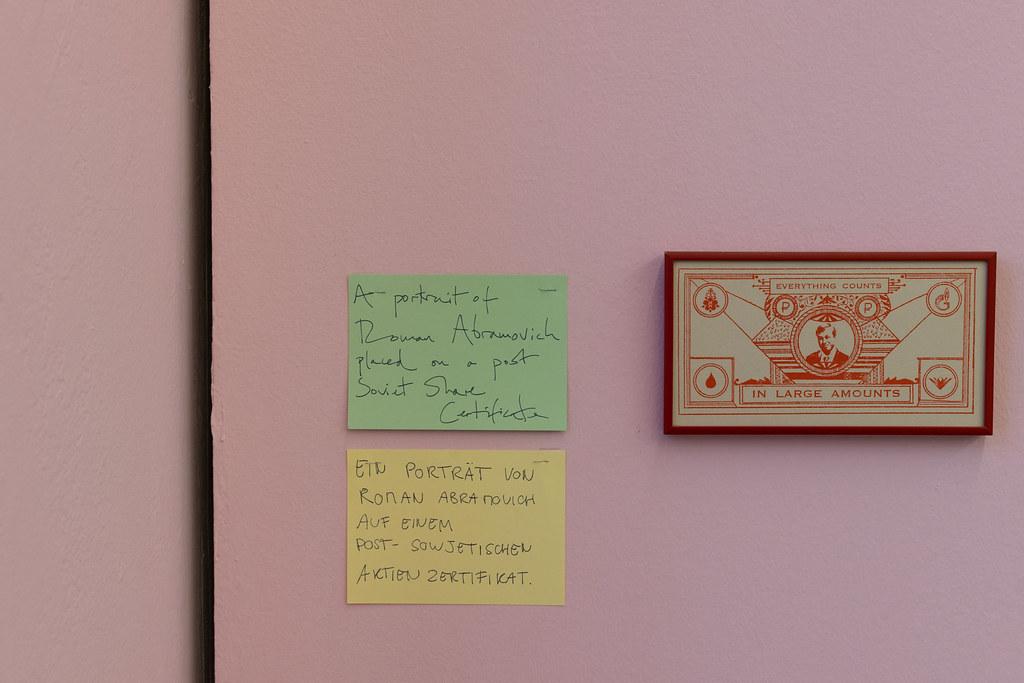 A portrait of
Roman Abramovich
placed on a post
Soviet Share
Certificate
EIN PORTRÄT VON
ROMAN ABRAMOVICH
AUF EINEM
POST-SOWJETISCHEN
AKTIEN ZERTIFIKAT.
EVERYTHING COUNTS
P P
IN LARGE AMOUNTS